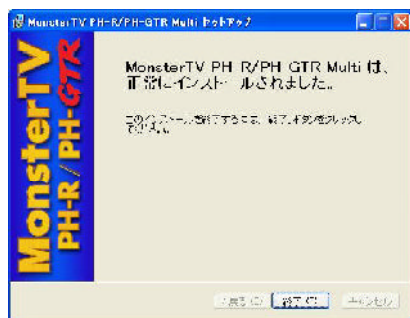 MonsterTV PH-R/PH-GTR Multi セットアップ
MonsterTV
PH-R/PH-GTR
MonsterTV PH R/PH GTR Multi は、
正常にインストールされました。
このインストールを終了するには、[終了]ボタンをクリックし
てください。
終了(F)
キャンセル